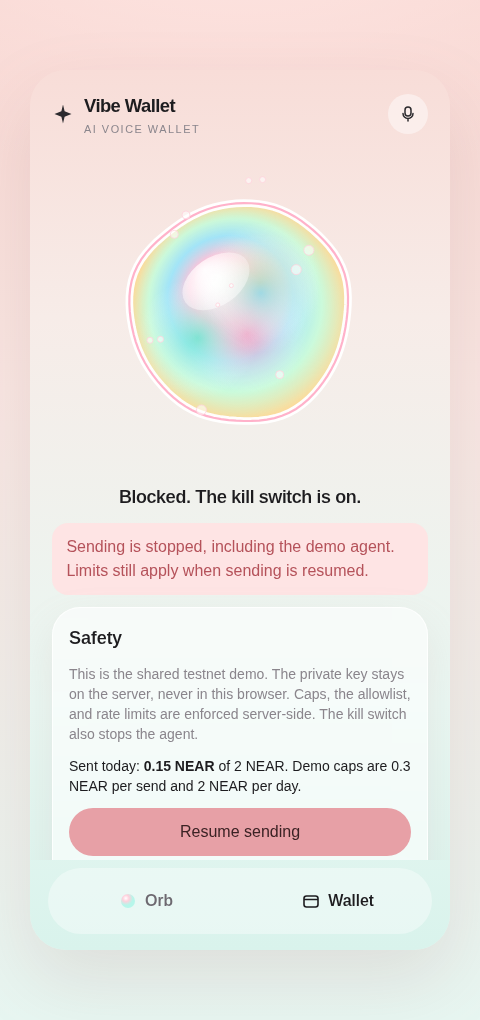 Vibe Wallet
AI VOICE WALLET
Blocked. The kill switch is on.
Sending is stopped, including the demo agent.
Limits still apply when sending is resumed.
Safety
This is the shared testnet demo. The private key stays
on the server, never in this browser. Caps, the allowlist,
and rate limits are enforced server-side. The kill switch
also stops the agent.
Sent today: 0.15 NEAR of 2 NEAR. Demo caps are 0.3
NEAR per send and 2 NEAR per day.
Resume sending
Orb
Wallet